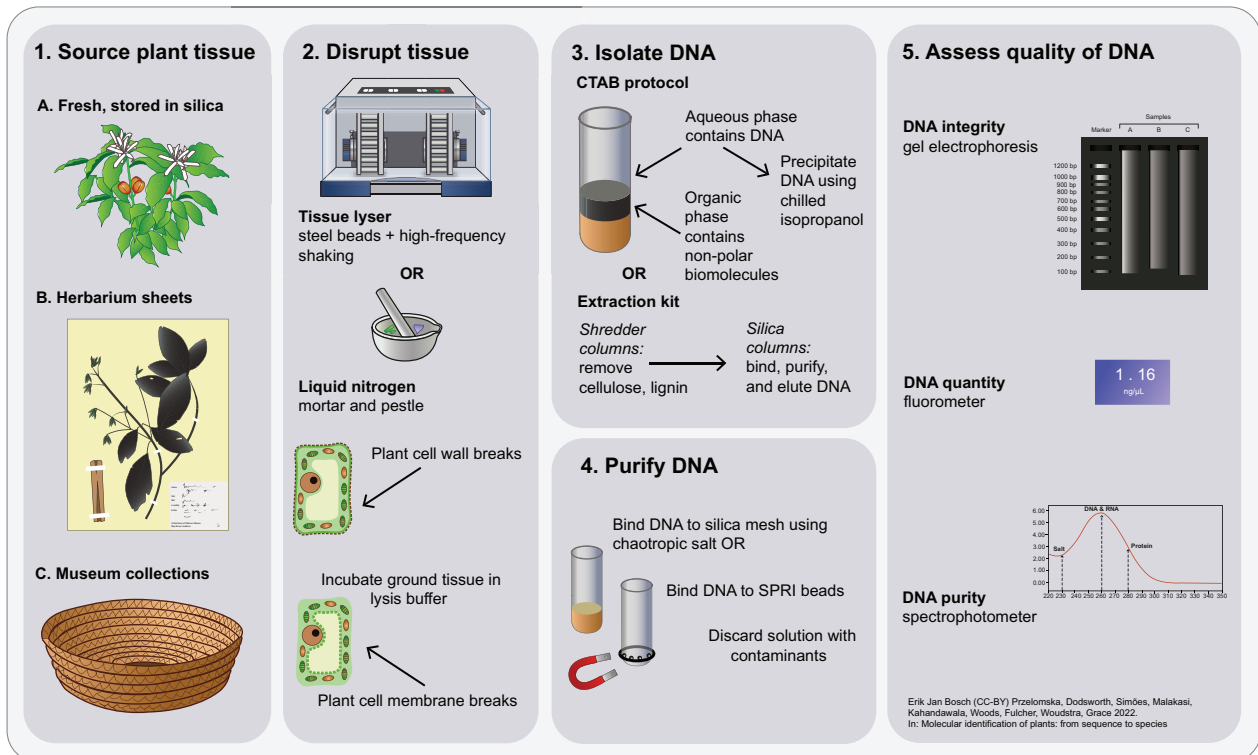 1. Source plant tissue
A. Fresh, stored in silica
B. Herbarium sheets
C. Museum collections
2. Disrupt tissue
Tissue lyser
steel beads + high-frequency
shaking
OR
Liquid nitrogen
mortar and pestle
Plant cell wall breaks
Incubate ground tissue in
lysis buffer
Plant cell membrane breaks
3. Isolate DNA
CTAB protocol
Aqueous phase
contains DNA
Precipitate
DNA using
chilled
isopropanol
Organic
phase
contains
non-polar
biomolecules
OR
Extraction kit
Shredder
columns:
remove
cellulose, lignin
Silica
columns:
bind, purify,
and elute DNA
4. Purify DNA
Bind DNA to silica mesh using
chaotropic salt OR
Bind DNA to SPRI beads
Discard solution with
contaminants
5. Assess quality of DNA
DNA integrity
gel electrophoresis
Samples
Marker A B C
1200 bp
1000 bp
900 bp
800 bp
700 bp
600 bp
500 bp
400 bp
300 bp
200 bp
100 bp
DNA quantity
fluorometer
1 . 16
ng/µL
DNA purity
spectrophotometer
DNA & RNA
Salt
Protein
6.00
5.00
4.00
3.00
2.00
1.00
0.00
220 230 240 250 260 270 280 290 300 310 320 330 340 350
Erik Jan Bosch (CC-BY) Przelomska, Dodsworth, Simões, Malakasi,
Kahandawala, Woods, Fulcher, Woudstra, Grace 2022.
In: Molecular identification of plants: from sequence to species